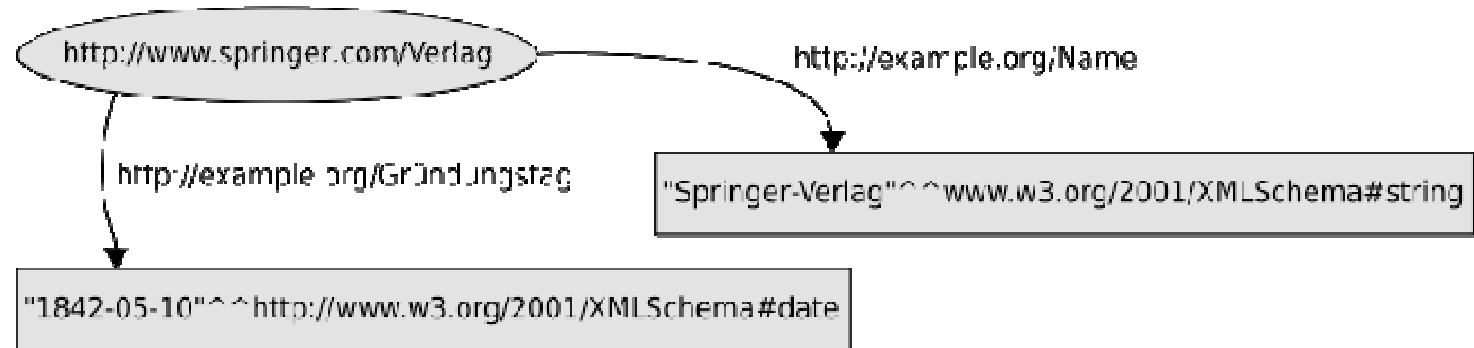 http://www.springer.com/Verlag
http://example.org/Name
http://example.org/Gründungstag
"Springer-Verlag"^^www.w3.org/2001/XMLSchema#string
"1842-05-10"^^http://www.w3.org/2001/XMLSchema#date